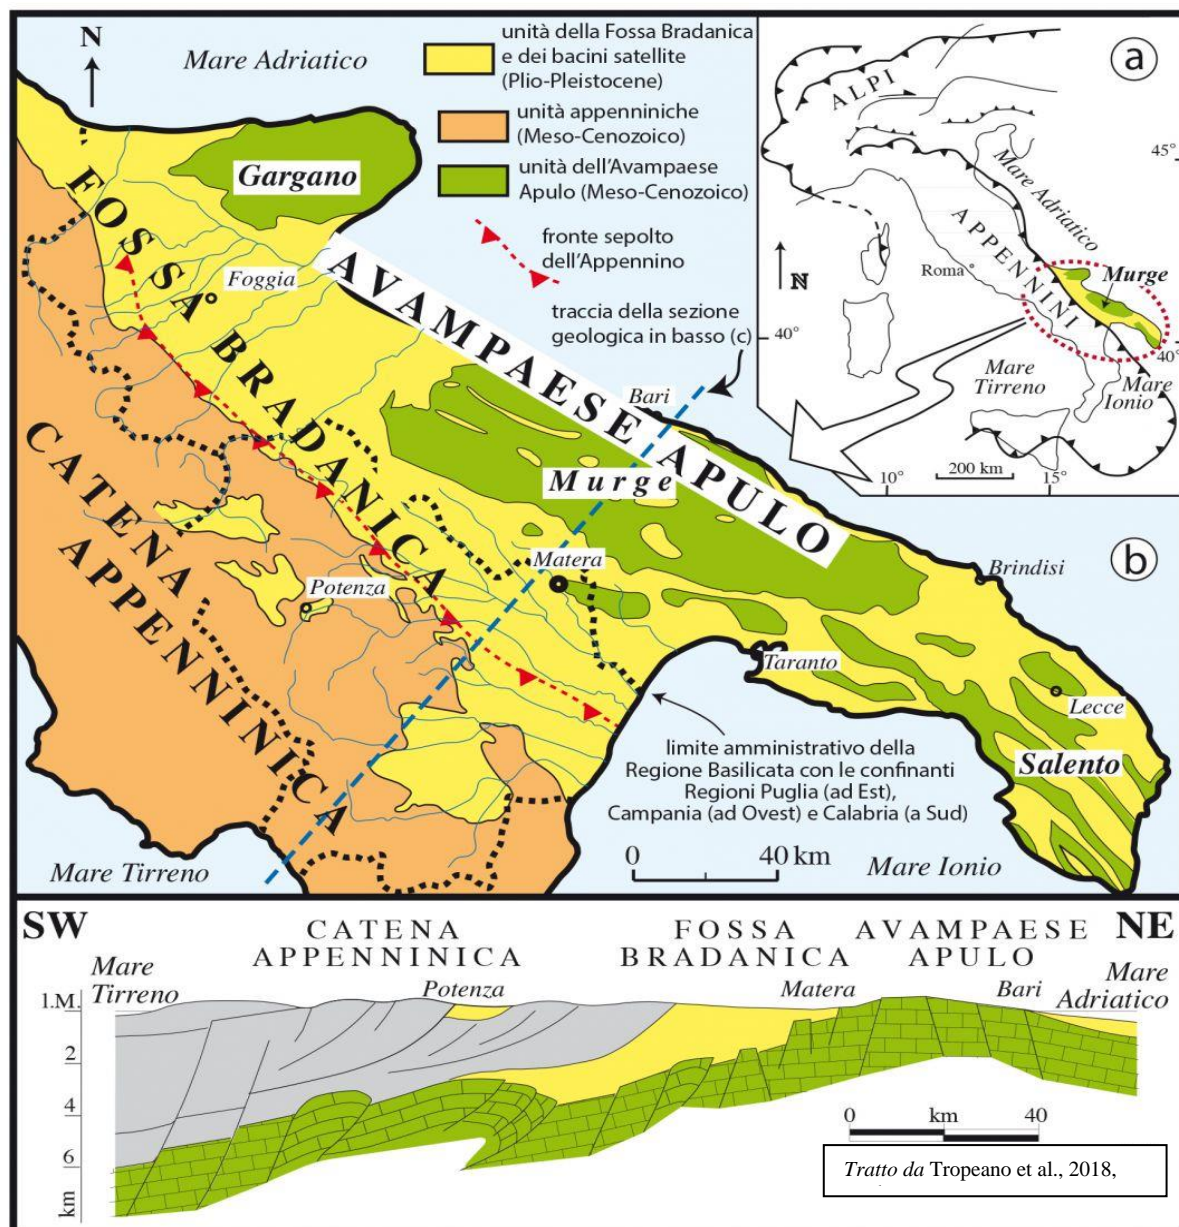 N
Mare Adriatico
unità della Fossa Bradanica
e dei bacini satellite
(Plio-Pleistocene)
unità appenniniche
(Meso-Cenozoico)
unità dell'Avampaese
Apulo (Meso-Cenozoico)
fronte sepolto
dell'Appennino
traccia della sezione
geologica in basso (c)
Gargano
FOSSA BRADANICA
Foggia
AVAMPAESE APULO
Bari
Murge
CATENA
APPENNINICA
Matera
Potenza
Brindisi
Taranto
Lecce
Salento
limite amministrativo della
Regione Basilicata con le confinanti
Regioni Puglia (ad Est),
Campania (ad Ovest) e Calabria (a Sud)
0 40 km
Mare Tirreno
Mare Ionio
b
a
ALPI
45°
Mare Adriatico
APPENNINI
N
Roma
Murge
40°
40°
Mare
Tirreno
Mare
Ionio
10°
200 km
15°
SW
CATENA
APPENNINICA
FOSSA
BRADANICA
AVAMPAESE
APULO
NE
Mare
Tirreno
Potenza
Matera
Bari
Mare
Adriatico
l.M.
2
4
6
km
0 km 40
Tratto da Tropeano et al., 2018,